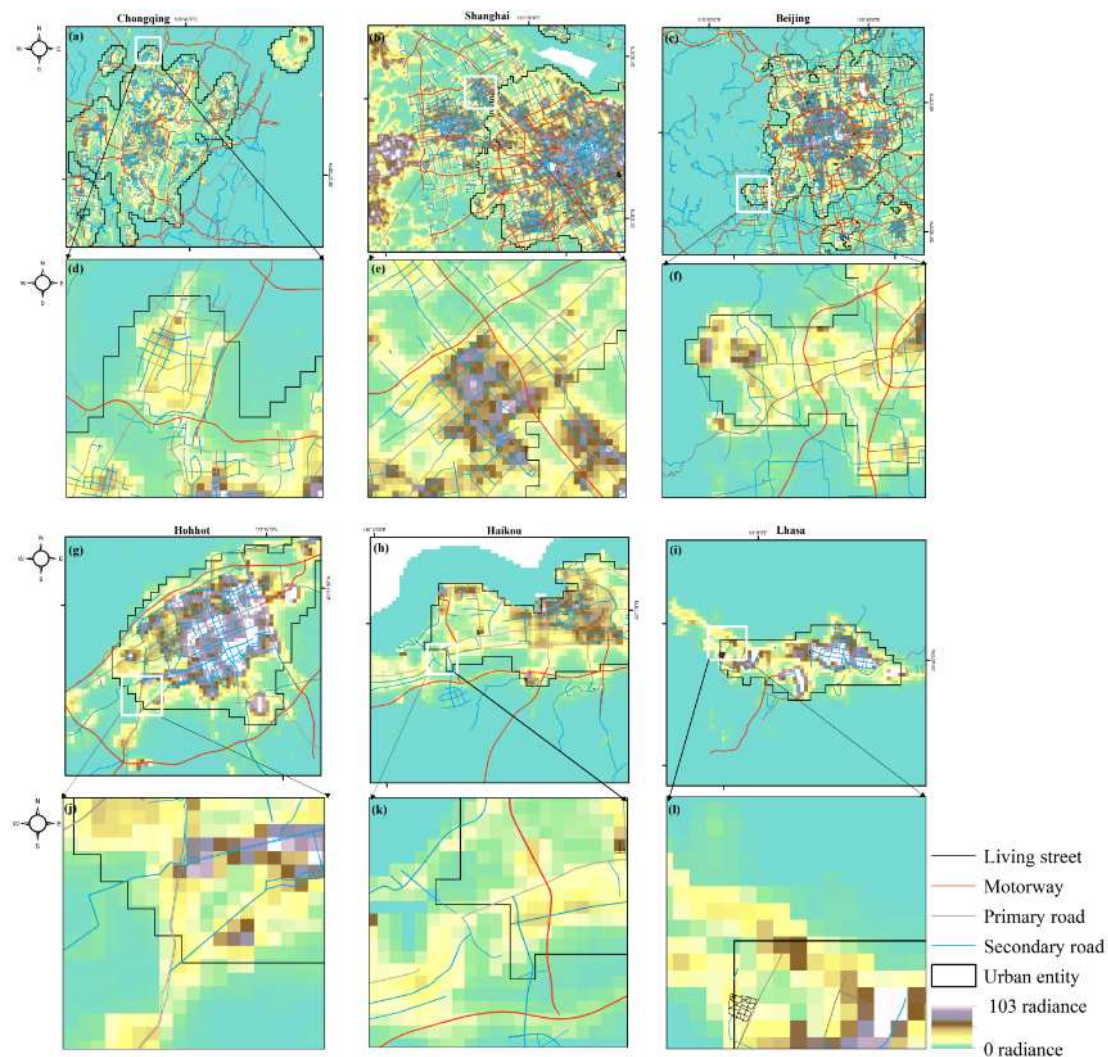 Chongqing
Shanghai
Beijing
N
(a)
(b)
(c)
S
(d)
(e)
(f)
N
W E
S
Hohhot
Haikou
Lhasa
N
W E
S
(g)
(h)
(i)
N
W E
S
(j)
(k)
(l)
Living street
Motorway
Primary road
Secondary road
Urban entity
103 radiance
0 radiance